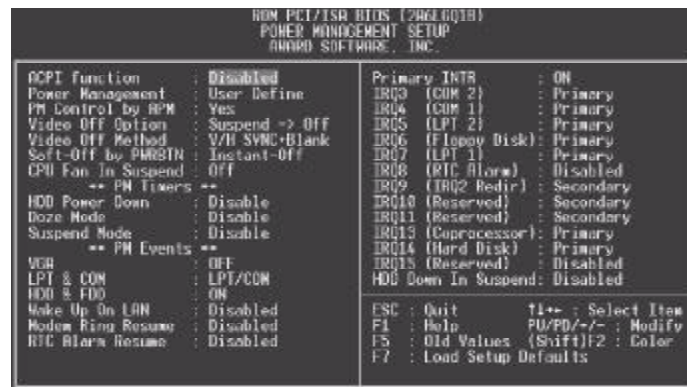 ROM PCI/ISA BIOS (2A6LGQ1B)
POWER MANAGEMENT SETUP
AWARD SOFTWARE, INC.
ACPI function : Disabled
Power Management : User Define
PM Control by APM : Yes
Video Off Option : Suspend -> Off
Video Off Method : V/H SYNC+Blank
Soft-Off by PWRBTN : Instant-Off
CPU Fan In Suspend : Off
** PM Timers **
HDD Power Down : Disable
Doze Mode : Disable
Suspend Mode : Disable
** PM Events **
VGA : OFF
LPT & COM : LPT/COM
HDD & FDD : ON
Wake Up On LAN : Disabled
Modem Ring Resume : Disabled
RTC Alarm Resume : Disabled
Primary INTR : ON
IRQ3 (COM 2) : Primary
IRQ4 (COM 1) : Primary
IRQ5 (LPT 2) : Primary
IRQ6 (Floppy Disk): Primary
IRQ7 (LPT 1) : Primary
IRQ8 (RTC Alarm) : Disabled
IRQ9 (IRQ2 Redir) : Secondary
IRQ10 (Reserved) : Secondary
IRQ11 (Reserved) : Secondary
IRQ13 (Coprocessor): Primary
IRQ14 (Hard Disk) : Primary
IRQ15 (Reserved) : Disabled
HDD Down In Suspend: Disabled
ESC : Quit ↑↓→← : Select Item
F1 : Help PU/PD/+/- : Modify
F5 : Old Values (Shift)F2 : Color
F7 : Load Setup Defaults